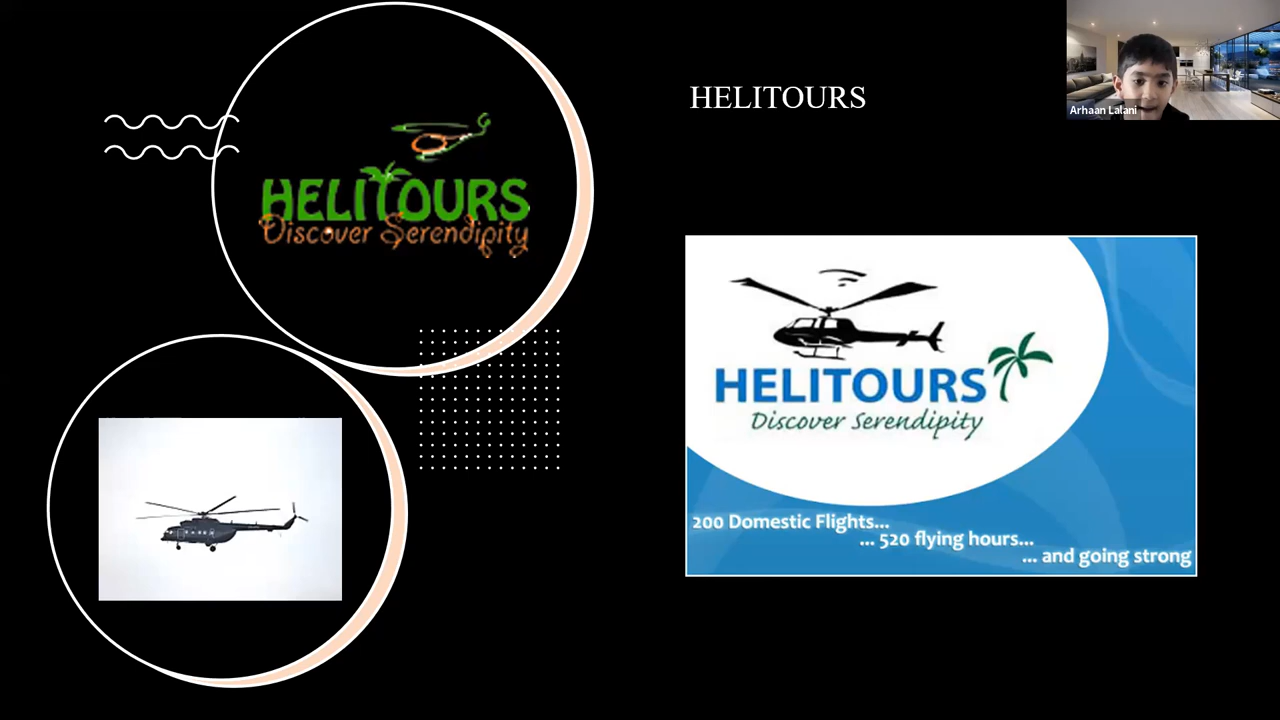 HELITOURS
Arhaan Lalani
HELITOURS
Discover Serendipity
HELITOURS
Discover Serendipity
200 Domestic Flights...
... 520 flying hours...
... and going strong